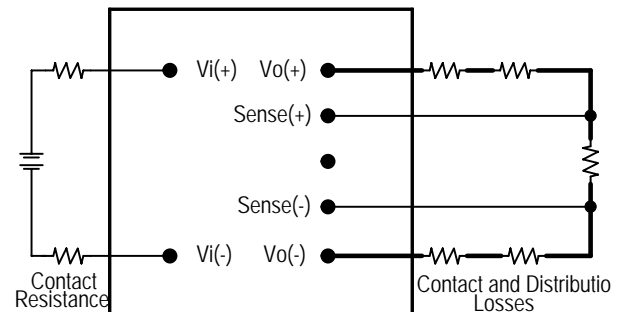 Vi(+) Vo(+)
Sense(+)
Sense(-)
Vi(-) Vo(-)
Contact
Resistance
Contact and Distributio
Losses